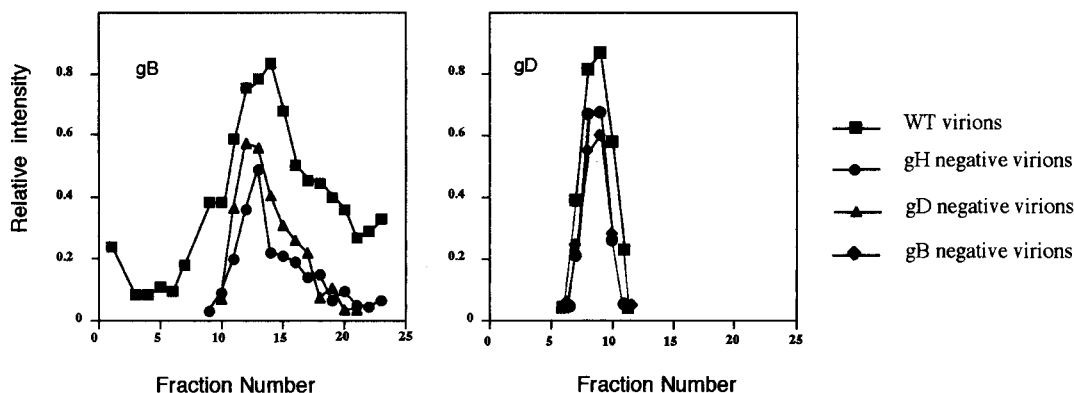 Relative intensity
gB
0.8
0.6
0.4
0.2
0
0 5 10 15 20 25
Fraction Number
gD
0.8
0.6
0.4
0.2
0
0 5 10 15 20 25
Fraction Number
WT virions
gH negative virions
gD negative virions
gB negative virions